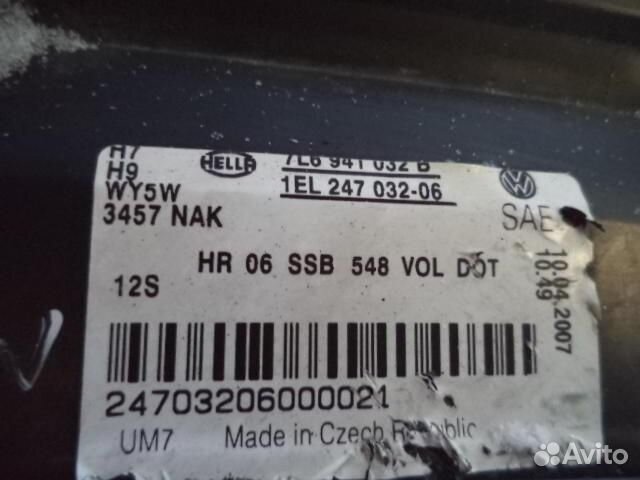 H7
HELLA
7L6 941 032 B
H9
1EL 247 032-06
WY5W
3457 NAK
SAE
HR 06 SSB 548 VOL DOT
12S
10.04.2007
10.49
24703206000021
UM7 Made in Czech Republic
Avito